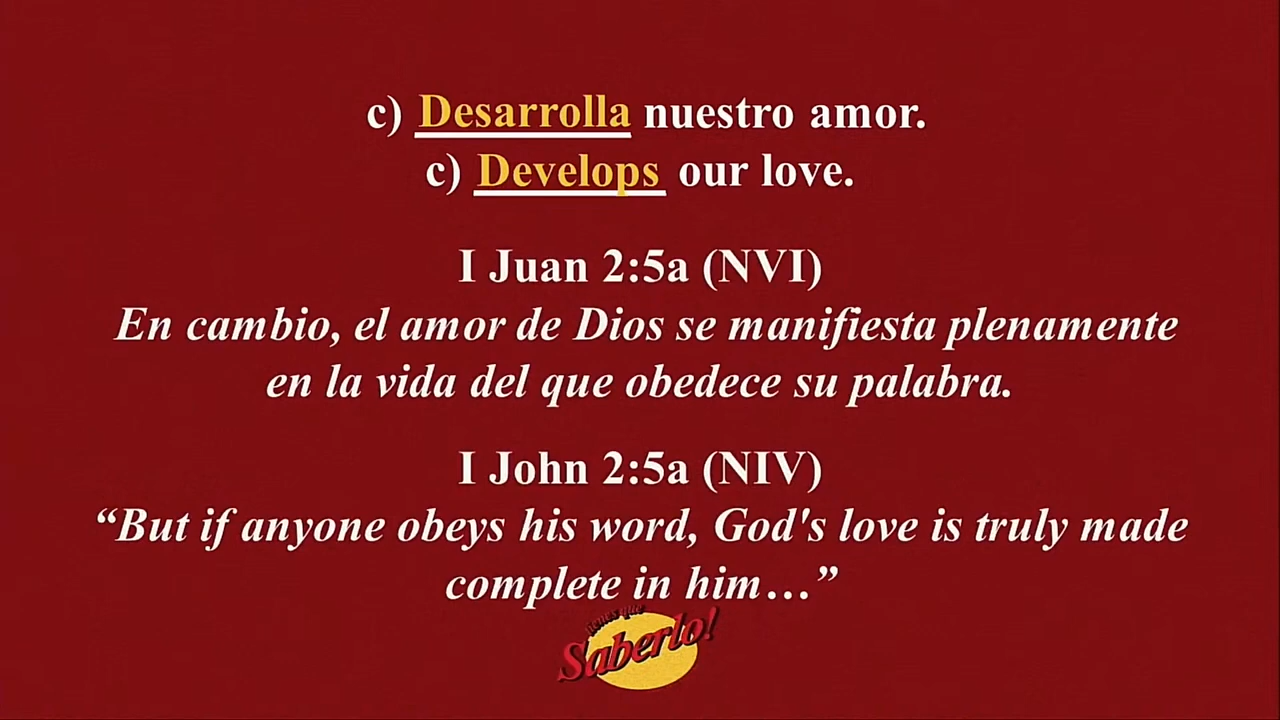 c) Desarrolla nuestro amor.
c) Develops our love.
I Juan 2:5a (NVI)
En cambio, el amor de Dios se manifiesta plenamente
en la vida del que obedece su palabra.
I John 2:5a (NIV)
“But if anyone obeys his word, God's love is truly made
complete in him…”
tienes que
Saberlo!